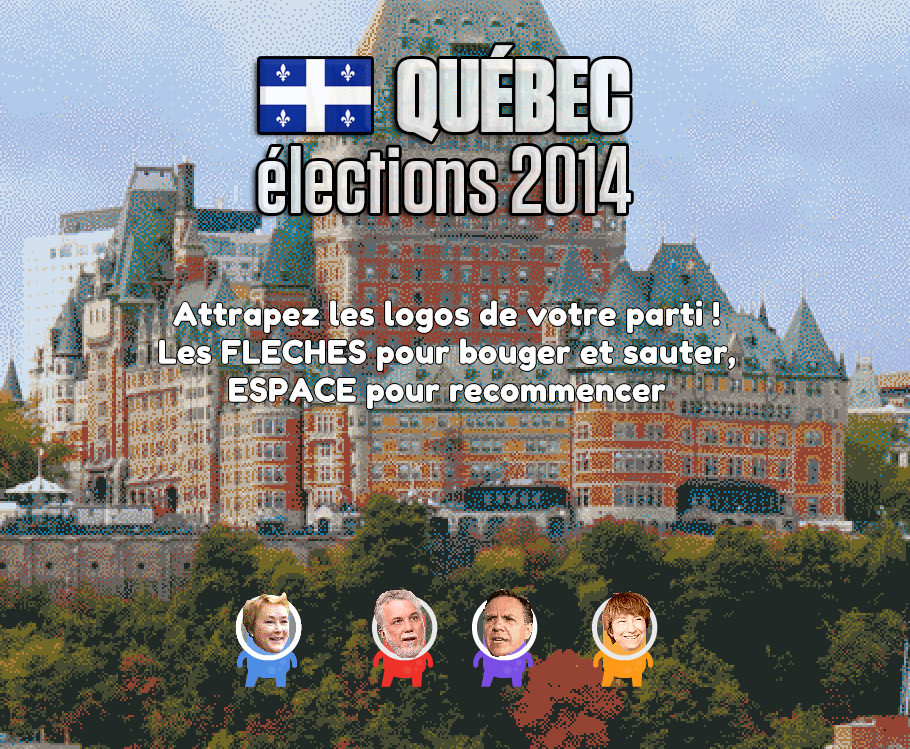 QUÉBEC
élections 2014
Attrapez les logos de votre parti !
Les FLECHES pour bouger et sauter,
ESPACE pour recommencer